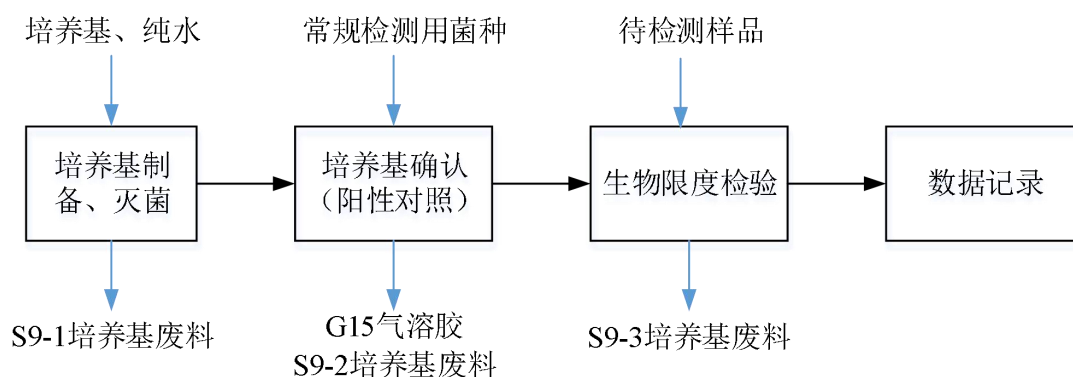 培养基、纯水
常规检测用菌种
待检测样品
培养基制
备、灭菌
培养基确认
（阳性对照）
生物限度检验
数据记录
S9-1培养基废料
G15气溶胶
S9-2培养基废料
S9-3培养基废料